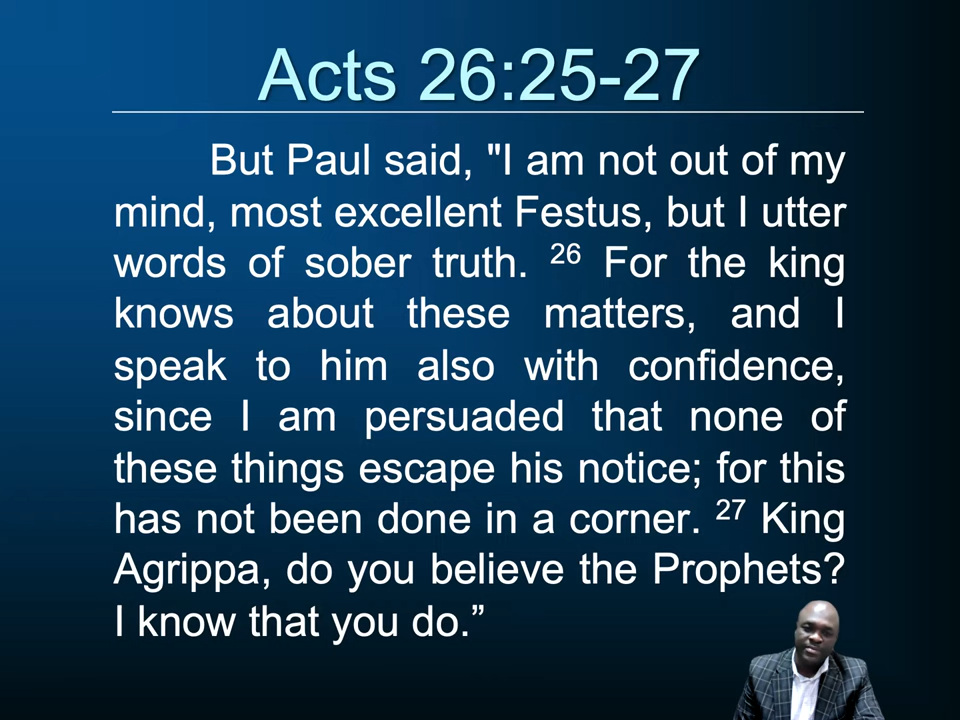 Acts 26:25-27
But Paul said, "I am not out of my
mind, most excellent Festus, but I utter
words of sober truth. 26 For the king
knows about these matters, and I
speak to him also with confidence,
since I am persuaded that none of
these things escape his notice; for this
has not been done in a corner. 27 King
Agrippa, do you believe the Prophets?
I know that you do.”